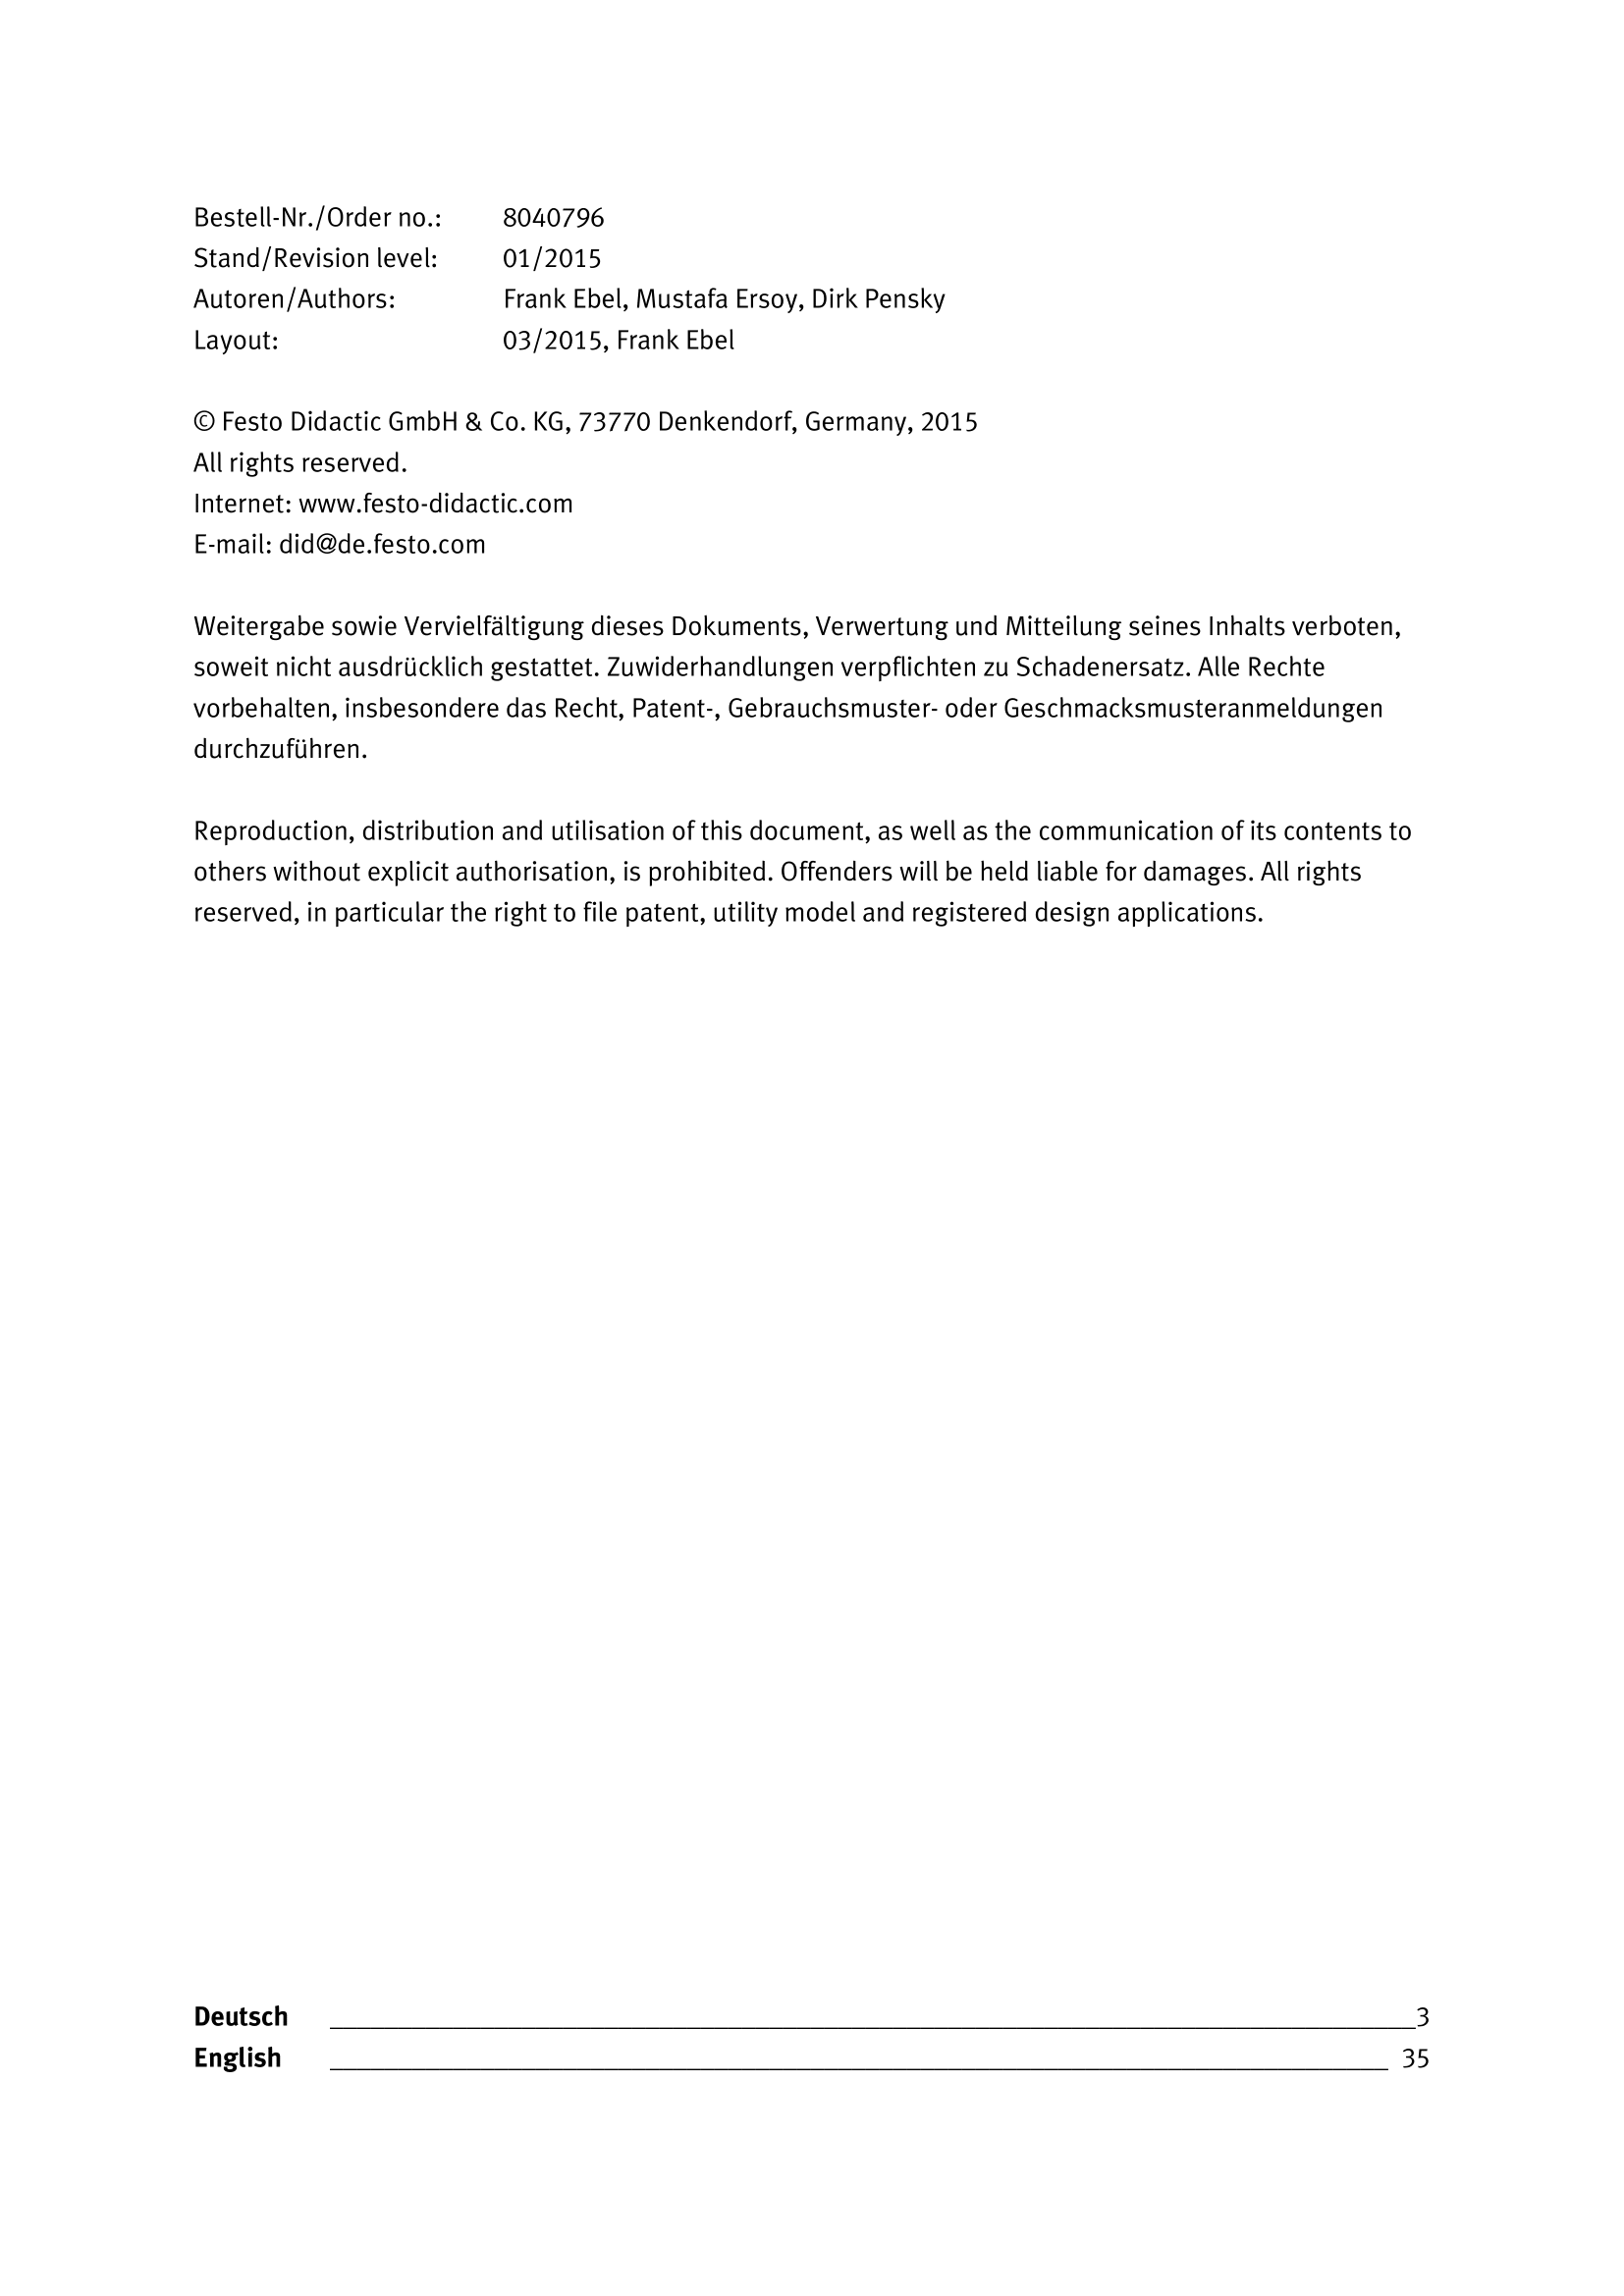 Bestell-Nr./Order no.: 8040796
Stand/Revision level: 01/2015
Autoren/Authors: Frank Ebel, Mustafa Ersoy, Dirk Pensky
Layout: 03/2015, Frank Ebel
© Festo Didactic GmbH & Co. KG, 73770 Denkendorf, Germany, 2015
All rights reserved.
Internet: www.festo-didactic.com
E-mail: did@de.festo.com
Weitergabe sowie Vervielfältigung dieses Dokuments, Verwertung und Mitteilung seines Inhalts verboten,
soweit nicht ausdrücklich gestattet. Zuwiderhandlungen verpflichten zu Schadenersatz. Alle Rechte
vorbehalten, insbesondere das Recht, Patent-, Gebrauchsmuster- oder Geschmacksmusteranmeldungen
durchzuführen.
Reproduction, distribution and utilisation of this document, as well as the communication of its contents to
others without explicit authorisation, is prohibited. Offenders will be held liable for damages. All rights
reserved, in particular the right to file patent, utility model and registered design applications.
Deutsch 3
English 35